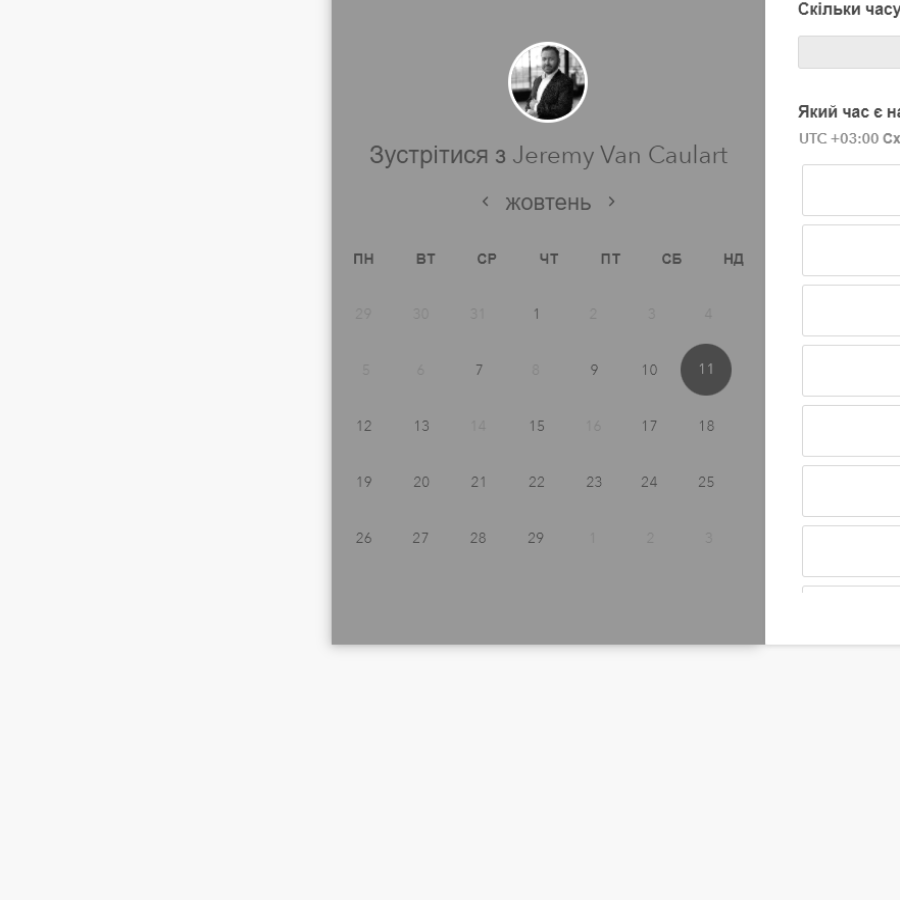 Зустрітися з Jeremy Van Caulart
‹ жовтень ›
ПН ВТ СР ЧТ ПТ СБ НД
29 30 31 1 2 3 4
5 6 7 8 9 10 11
12 13 14 15 16 17 18
19 20 21 22 23 24 25
26 27 28 29 1 2 3
Скільки часу
Який час є
UTC +03:00